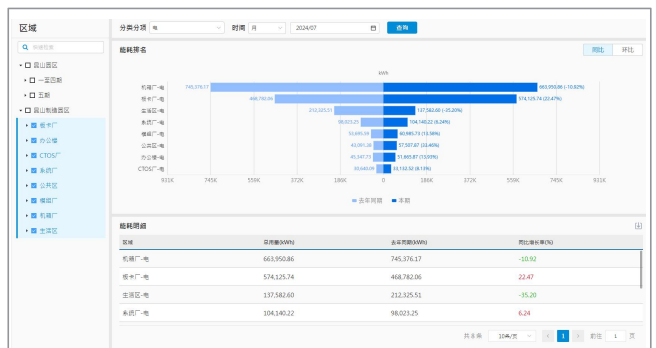 区域
分类分项 电
时间 月 2024/07 查询
昆山园区
一至四期
五期
昆山制造园区
板卡厂
办公楼
CTOS厂
系统厂
公共区
模组厂
机箱厂
生活区
能耗排名
同比 环比
kWh
机箱厂-电 745,376.17 663,950.86 (-10.92%)
板卡厂-电 468,782.06 574,125.74 (22.47%)
生活区-电 212,325.51 137,582.60 (-35.20%)
系统厂-电 98,023.25 104,140.22 (6.24%)
模组厂-电
公共区-电
办公楼-电
CTOS厂-电
931K 745K 559K 372K 186K 0 186K 372K 559K 745K 931K
去年同期 本期
能耗明细
区域 总用量(kWh) 去年同期(kWh) 同比增长率(%)
机箱厂-电 663,950.86 745,376.17 -10.92
板卡厂-电 574,125.74 468,782.06 22.47
生活区-电 137,582.60 212,325.51 -35.20
系统厂-电 104,140.22 98,023.25 6.24
共 8 条 10条/页 1 前往 1 页